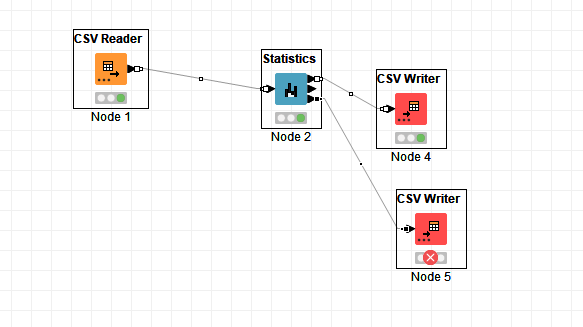 CSV Reader
Node 1
Statistics
Node 2
CSV Writer
Node 4
CSV Writer
Node 5